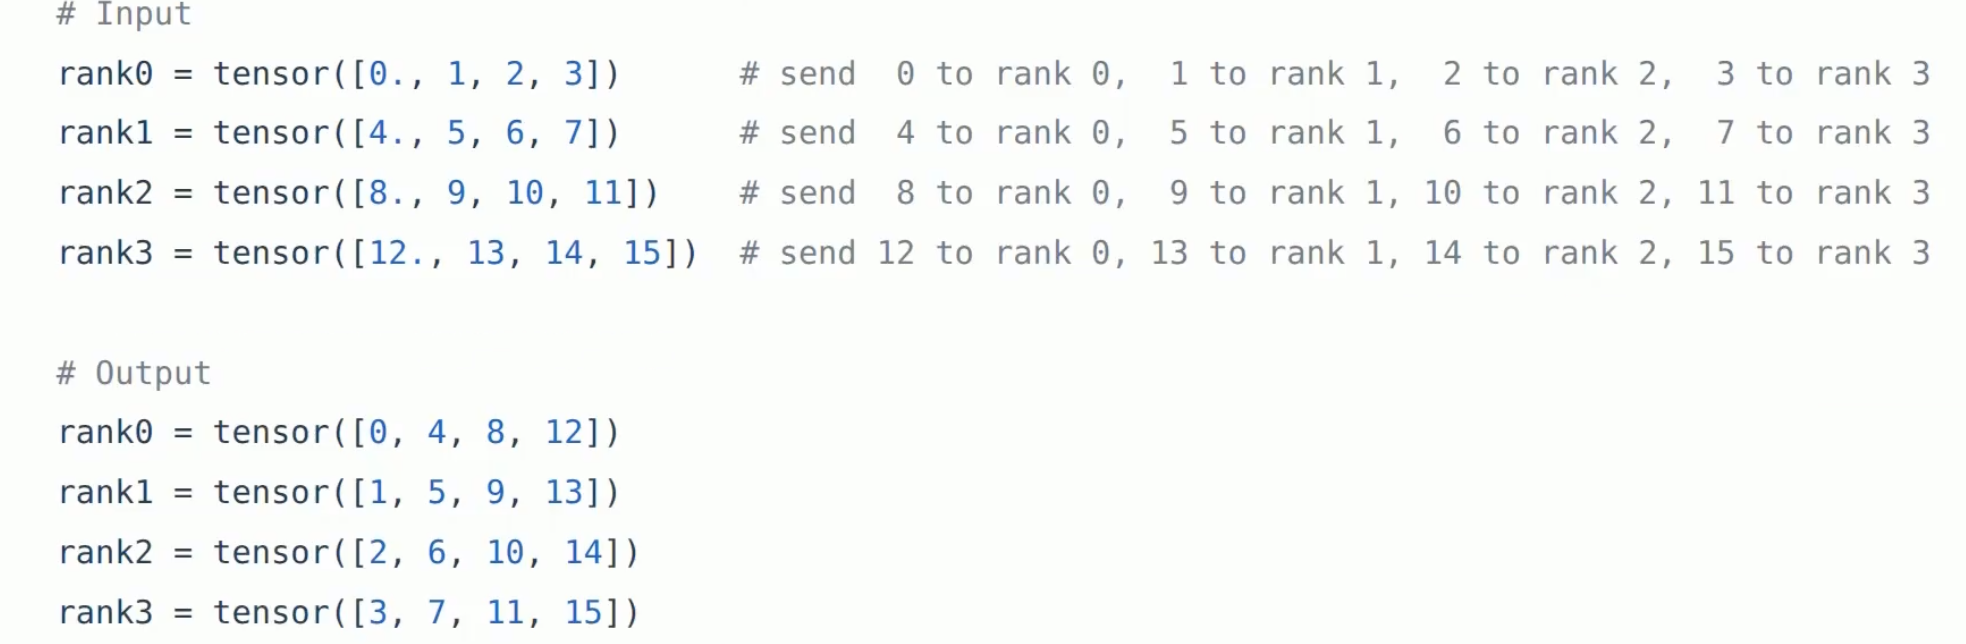 # Input
rank0 = tensor([0., 1, 2, 3])      # send  0 to rank 0,  1 to rank 1,  2 to rank 2,  3 to rank 3
rank1 = tensor([4., 5, 6, 7])      # send  4 to rank 0,  5 to rank 1,  6 to rank 2,  7 to rank 3
rank2 = tensor([8., 9, 10, 11])    # send  8 to rank 0,  9 to rank 1, 10 to rank 2, 11 to rank 3
rank3 = tensor([12., 13, 14, 15])  # send 12 to rank 0, 13 to rank 1, 14 to rank 2, 15 to rank 3
# Output
rank0 = tensor([0, 4, 8, 12])
rank1 = tensor([1, 5, 9, 13])
rank2 = tensor([2, 6, 10, 14])
rank3 = tensor([3, 7, 11, 15])